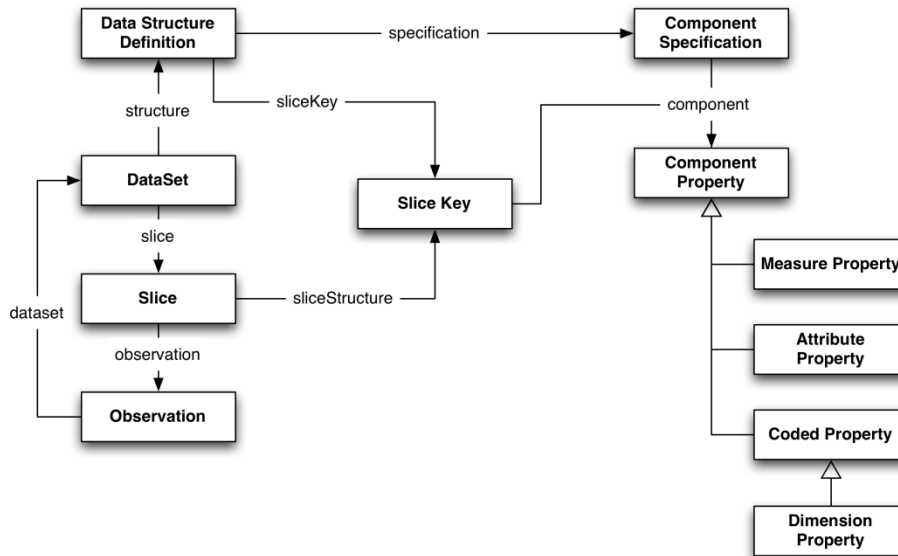 Data Structure
Definition
specification
Component
Specification
sliceKey
structure
component
DataSet
Component
Property
Slice Key
slice
Measure Property
Slice
sliceStructure
dataset
Attribute
Property
observation
Observation
Coded Property
Dimension
Property